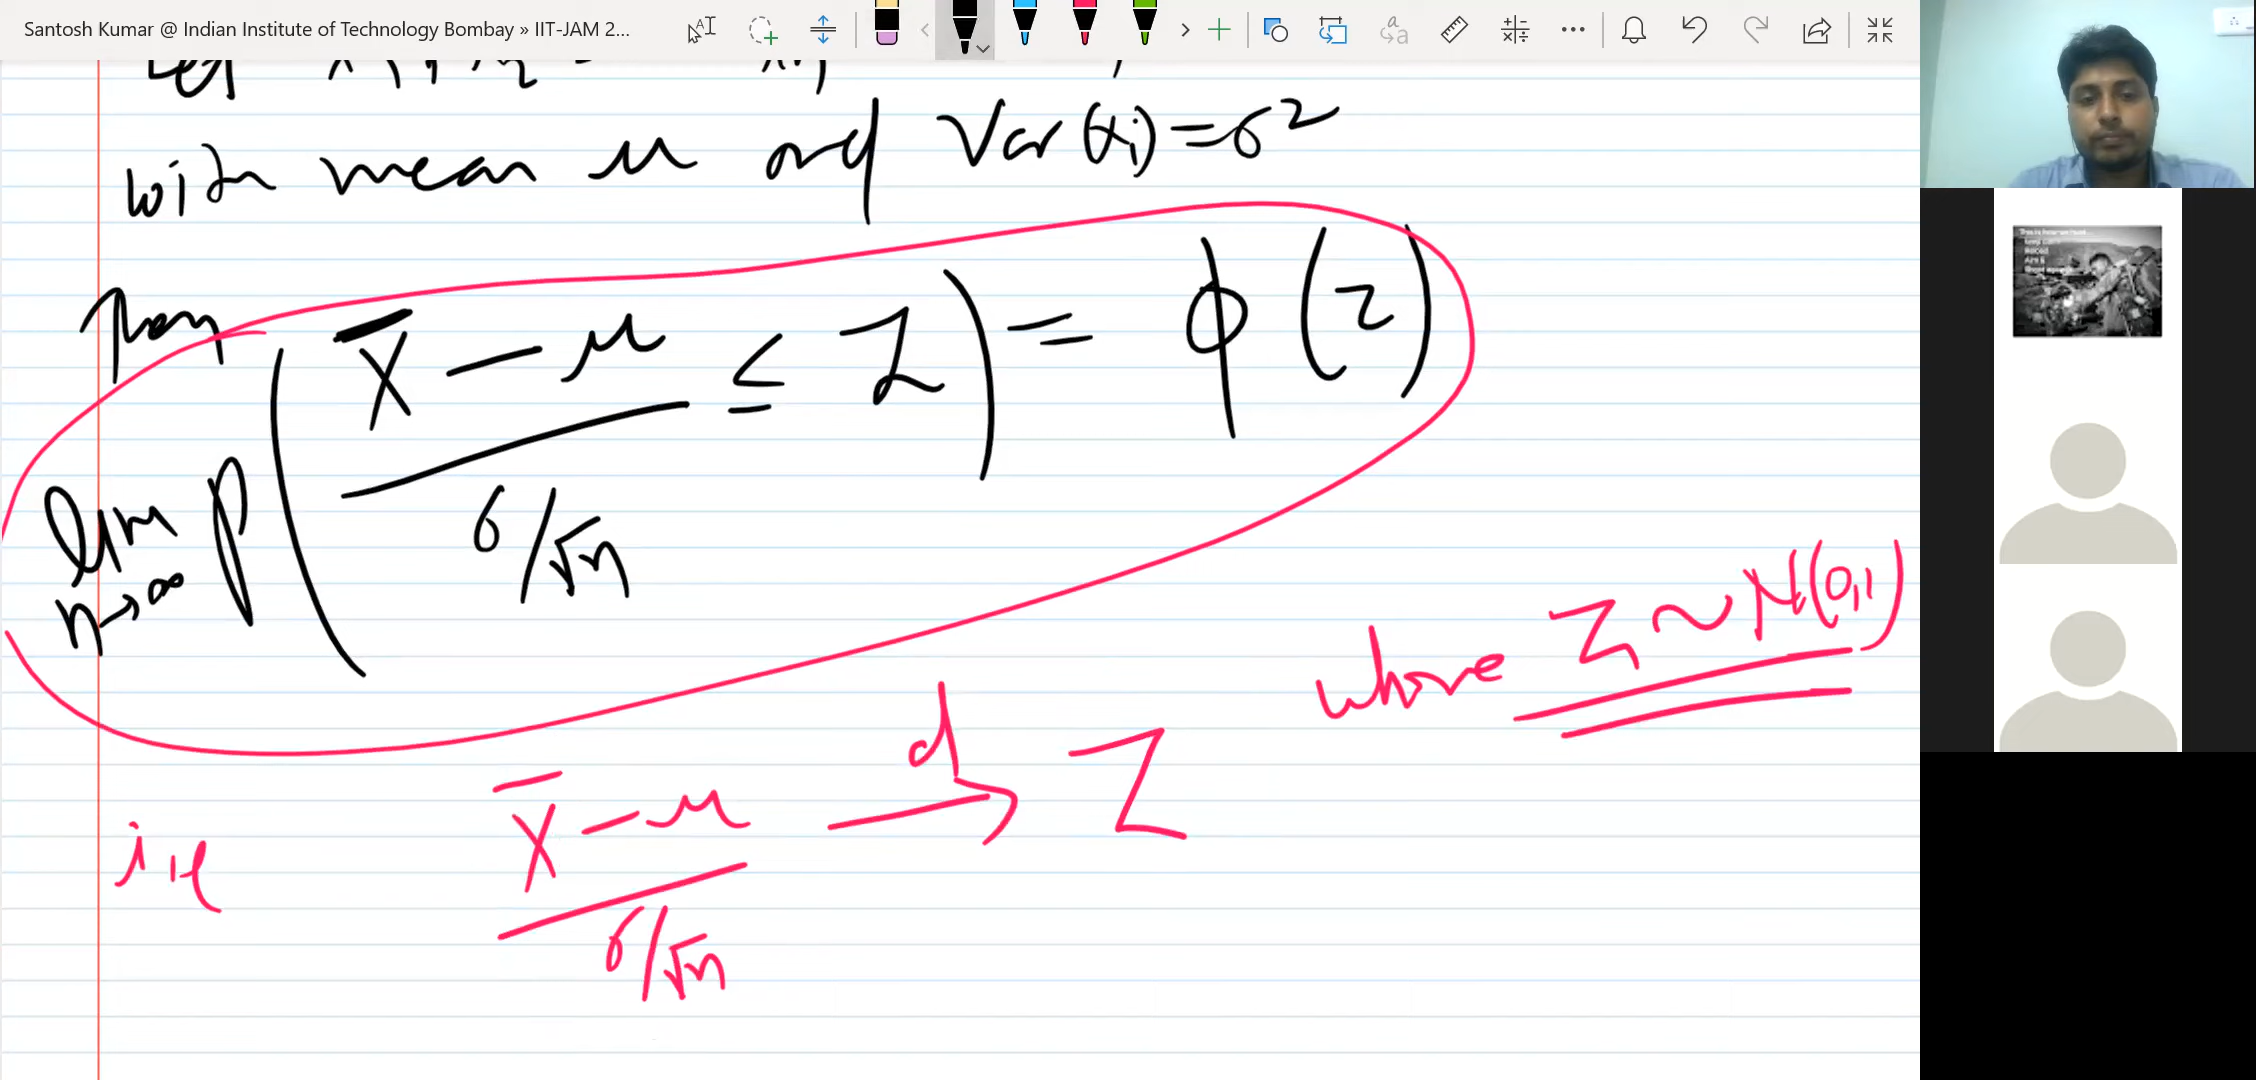 Santosh Kumar @ Indian Institute of Technology Bombay » IIT-JAM 2...
with mean μ and Var(Xi) = σ²
Then
lim n→∞ P( (X̄ − μ)/(σ/√n) ≤ Z ) = φ(z)
where Z ~ N(0,1)
i.e (X̄ − μ)/(σ/√n) →d Z